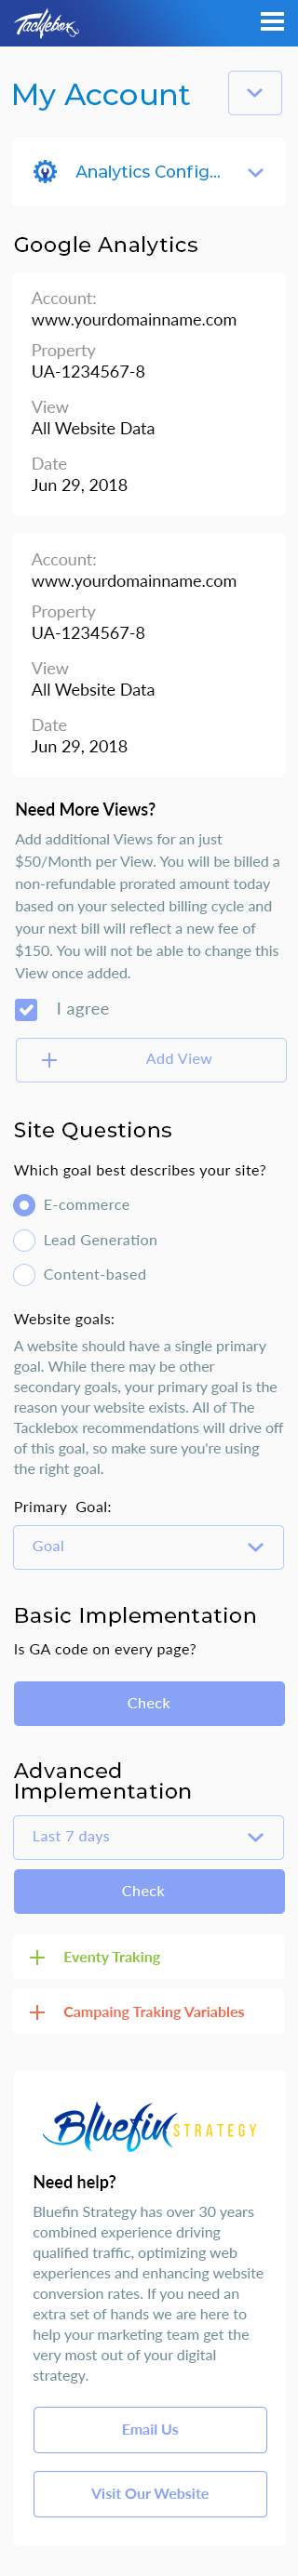 Tacklebox
My Account
Analytics Config...
Google Analytics
Account:
www.yourdomainname.com
Property
UA-1234567-8
View
All Website Data
Date
Jun 29, 2018
Account:
www.yourdomainname.com
Property
UA-1234567-8
View
All Website Data
Date
Jun 29, 2018
Need More Views?
Add additional Views for an just
$50/Month per View. You will be billed a
non-refundable prorated amount today
based on your selected billing cycle and
your next bill will reflect a new fee of
$150. You will not be able to change this
View once added.
I agree
Add View
Site Questions
Which goal best describes your site?
E-commerce
Lead Generation
Content-based
Website goals:
A website should have a single primary
goal. While there may be other
secondary goals, your primary goal is the
reason your website exists. All of The
Tacklebox recommendations will drive off
of this goal, so make sure you're using
the right goal.
Primary Goal:
Goal
Basic Implementation
Is GA code on every page?
Check
Advanced
Implementation
Last 7 days
Check
Eventy Traking
Campaing Traking Variables
Bluefin STRATEGY
Need help?
Bluefin Strategy has over 30 years
combined experience driving
qualified traffic, optimizing web
experiences and enhancing website
conversion rates. If you need an
extra set of hands we are here to
help your marketing team get the
very most out of your digital
strategy.
Email Us
Visit Our Website